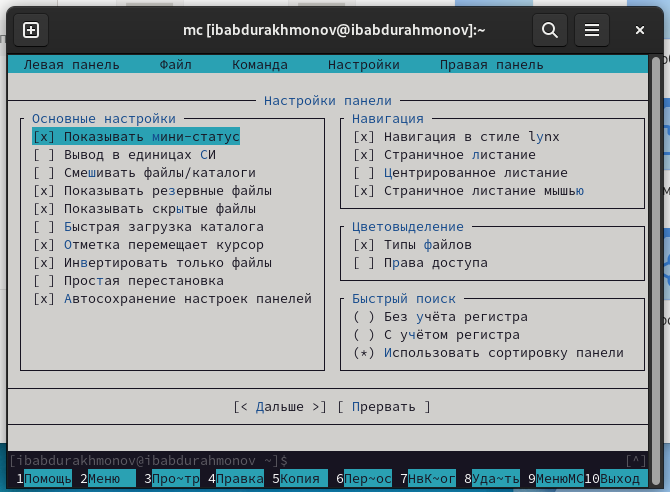 mc [ibabdurakhmonov@ibabdurahmonov]:~
Левая панель Файл Команда Настройки Правая панель
Настройки панели
Основные настройки
[x] Показывать мини-статус
[ ] Вывод в единицах СИ
[ ] Смешивать файлы/каталоги
[x] Показывать резервные файлы
[x] Показывать скрытые файлы
[ ] Быстрая загрузка каталога
[x] Отметка перемещает курсор
[x] Инвертировать только файлы
[ ] Простая перестановка
[x] Автосохранение настроек панелей
Навигация
[x] Навигация в стиле lynx
[x] Страничное листание
[ ] Центрированное листание
[x] Страничное листание мышью
Цветовыделение
[x] Типы файлов
[ ] Права доступа
Быстрый поиск
( ) Без учёта регистра
( ) С учётом регистра
(*) Использовать сортировку панели
[< Дальше >] [ Прервать ]
[ibabdurakhmonov@ibabdurahmonov ~]$ [^]
1Помощь 2Меню 3Про~тр 4Правка 5Копия 6Пер~ос 7НвК~ог 8Уда~ть 9МенюМС 10Выход